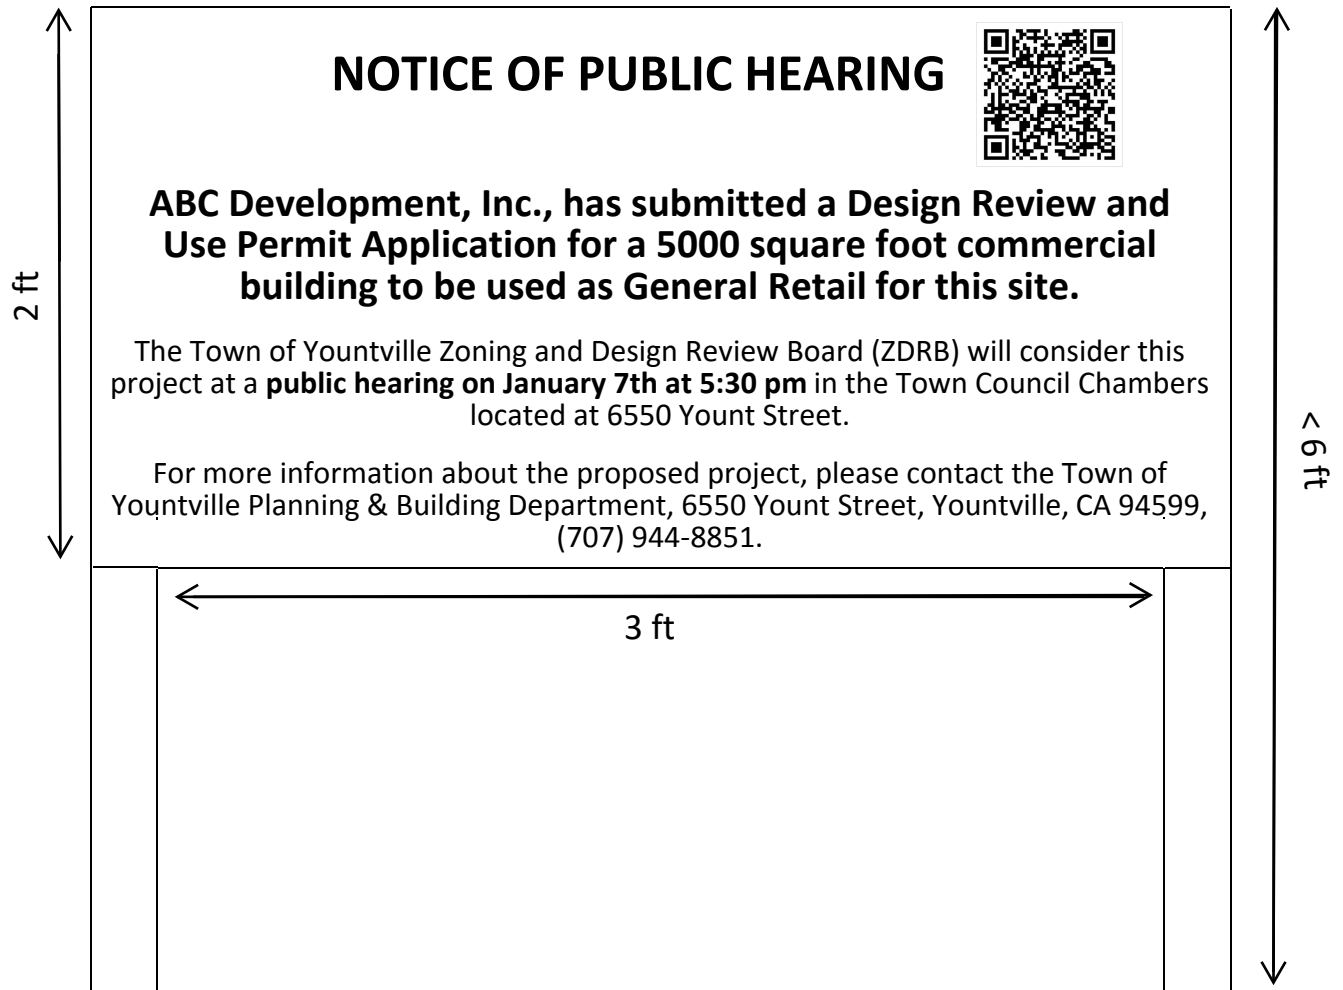 NOTICE OF PUBLIC HEARING
ABC Development, Inc., has submitted a Design Review and
Use Permit Application for a 5000 square foot commercial
building to be used as General Retail for this site.
2 ft
The Town of Yountville Zoning and Design Review Board (ZDRB) will consider this
project at a public hearing on January 7th at 5:30 pm in the Town Council Chambers
located at 6550 Yount Street.
< 6 ft
For more information about the proposed project, please contact the Town of
Yountville Planning & Building Department, 6550 Yount Street, Yountville, CA 94599,
(707) 944-8851.
3 ft